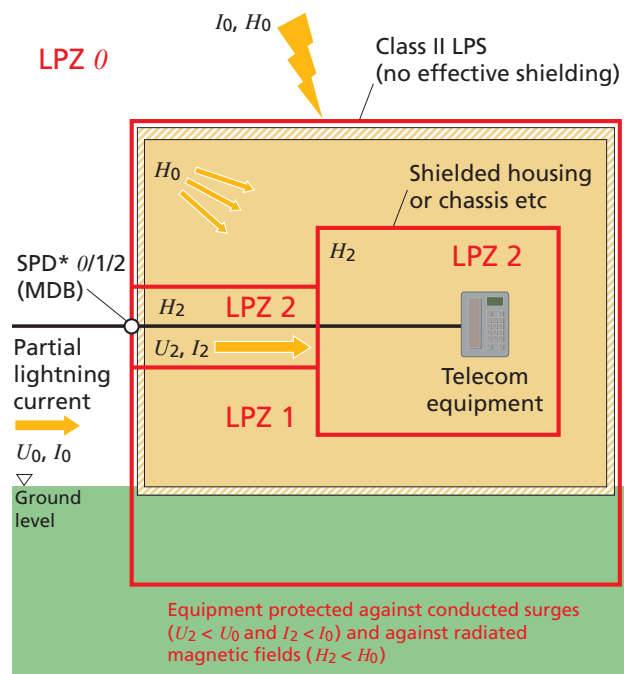 I0, H0
LPZ 0
Class II LPS
(no effective shielding)
H0
Shielded housing
or chassis etc
H2
LPZ 2
SPD* 0/1/2
(MDB)
H2
LPZ 2
U2, I2
Partial
lightning
current
Telecom
equipment
LPZ 1
U0, I0
Ground
level
Equipment protected against conducted surges
(U2 < U0 and I2 < I0) and against radiated
magnetic fields (H2 < H0)